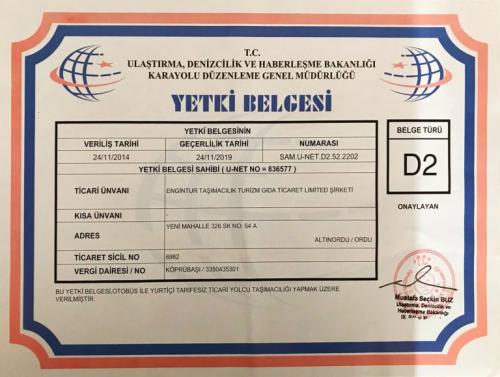 T.C.
ULAŞTIRMA, DENİZCİLİK VE HABERLEŞME BAKANLIĞI
KARAYOLU DÜZENLEME GENEL MÜDÜRLÜĞÜ
YETKİ BELGESİ
YETKİ BELGESİNİN
BELGE TÜRÜ
VERİLİŞ TARİHİ GEÇERLİLİK TARİHİ NUMARASI
24/11/2014 24/11/2019 SAM.U-NET.D2.52.2202
D2
YETKİ BELGESİ SAHİBİ ( U-NET NO = 836577 )
TİCARİ ÜNVANI ENGİNTUR TAŞIMACILIK TURİZM GIDA TİCARET LİMİTED ŞİRKETİ
ONAYLAYAN
KISA ÜNVANI -
ADRES YENİ MAHALLE 326 SK NO: 54 A
ALTINORDU / ORDU
TİCARET SİCİL NO 6982
VERGİ DAİRESİ / NO KÖPRÜBAŞI / 3350435301
BU YETKİ BELGESİ,OTOBÜS İLE YURTİÇİ TARİFESİZ TİCARİ YOLCU TAŞIMACILIĞI YAPMAK ÜZERE
VERİLMİŞTİR.
Mustafa Seçkin BUZ
Ulaştırma, Denizcilik ve
Haberleşme Bakanlığı